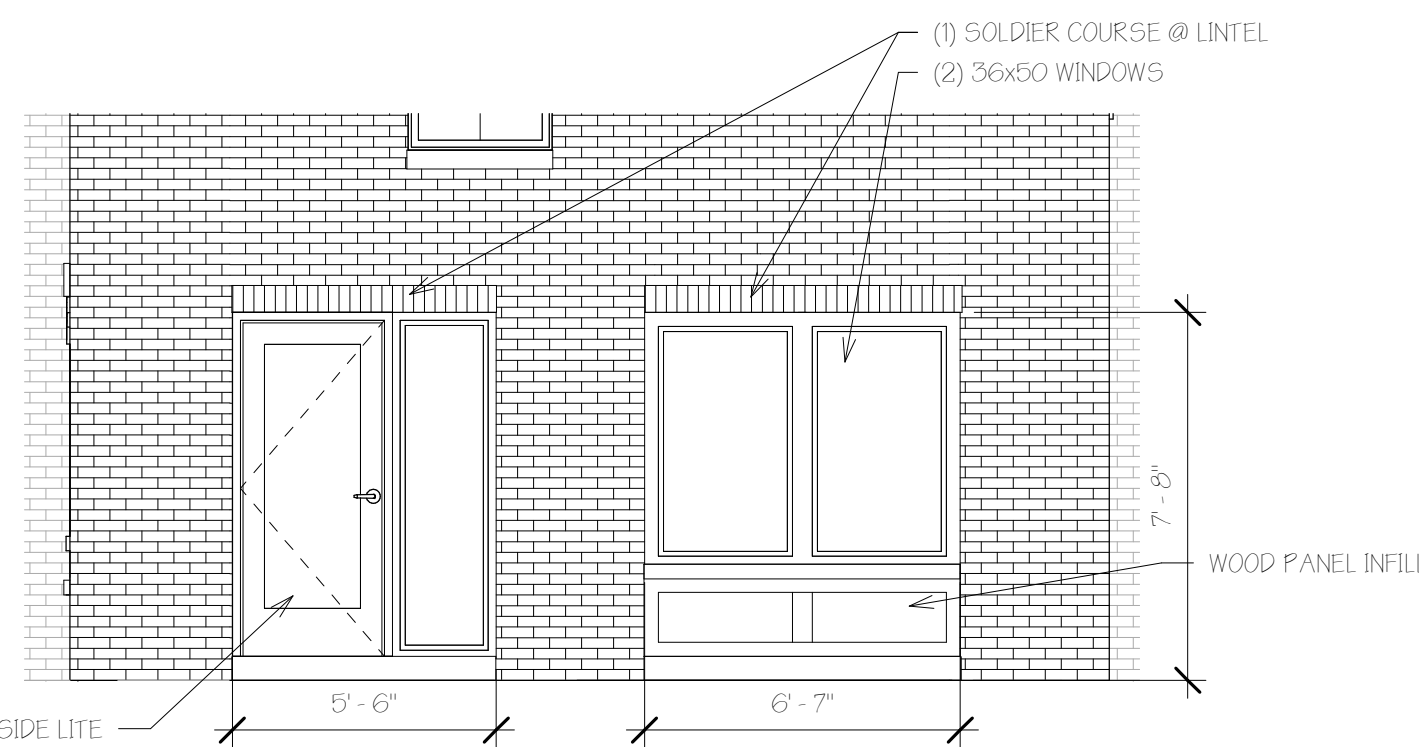 (1) SOLDIER COURSE @ LINTEL
(2) 36x50 WINDOWS
7' - 8"
WOOD PANEL INFILL
5' - 6"
6' - 7"
SIDE LITE